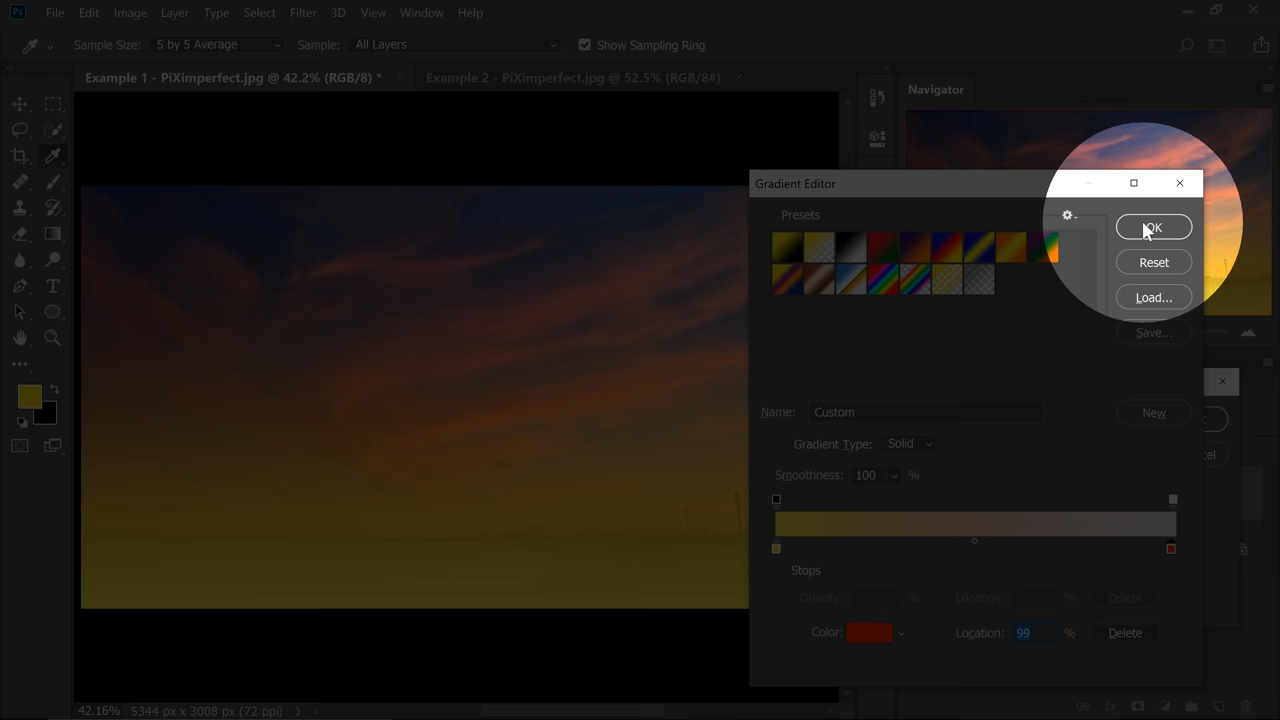 Ps File Edit Image Layer Type Select Filter 3D View Window Help
Sample Size: 5 by 5 Average Sample: All Layers Show Sampling Ring
Example 1 - PiXimperfect.jpg @ 42.2% (RGB/8) * Example 2 - PiXimperfect.jpg @ 52.5% (RGB/8#)
Navigator
Gradient Editor
Presets
OK
Reset
Load...
Save...
Name: Custom New
Gradient Type: Solid
Smoothness: 100 %
Stops
Opacity: % Location: % Delete
Color: Location: 99 % Delete
42.16% 5344 px x 3008 px (72 ppi)